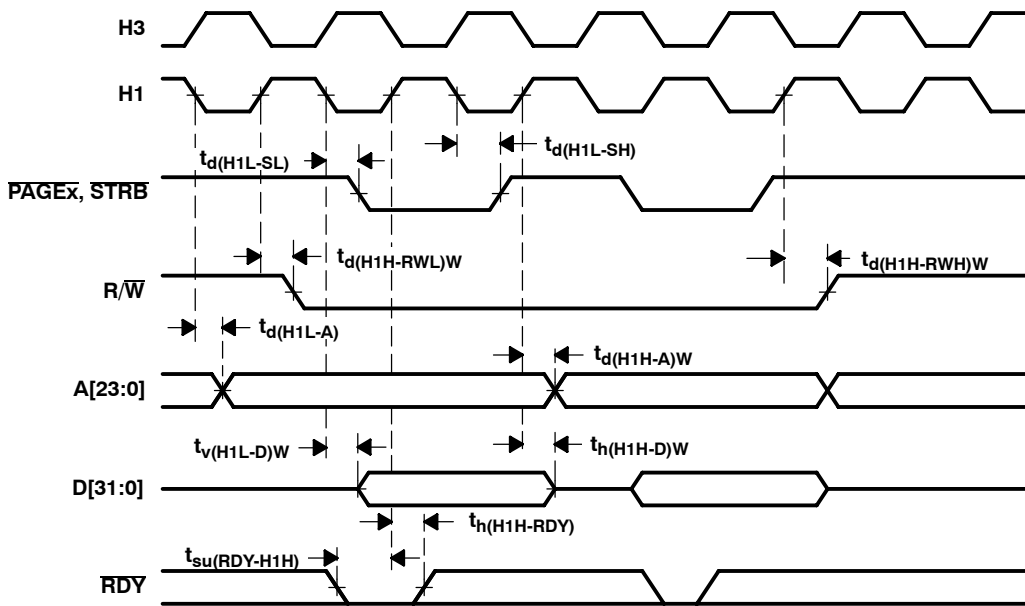 H3
H1
td(H1L-SL)
td(H1L-SH)
PAGEx, STRB
td(H1H-RWL)W
td(H1H-RWH)W
R/W
td(H1L-A)
td(H1H-A)W
A[23:0]
tv(H1L-D)W
th(H1H-D)W
D[31:0]
th(H1H-RDY)
tsu(RDY-H1H)
RDY